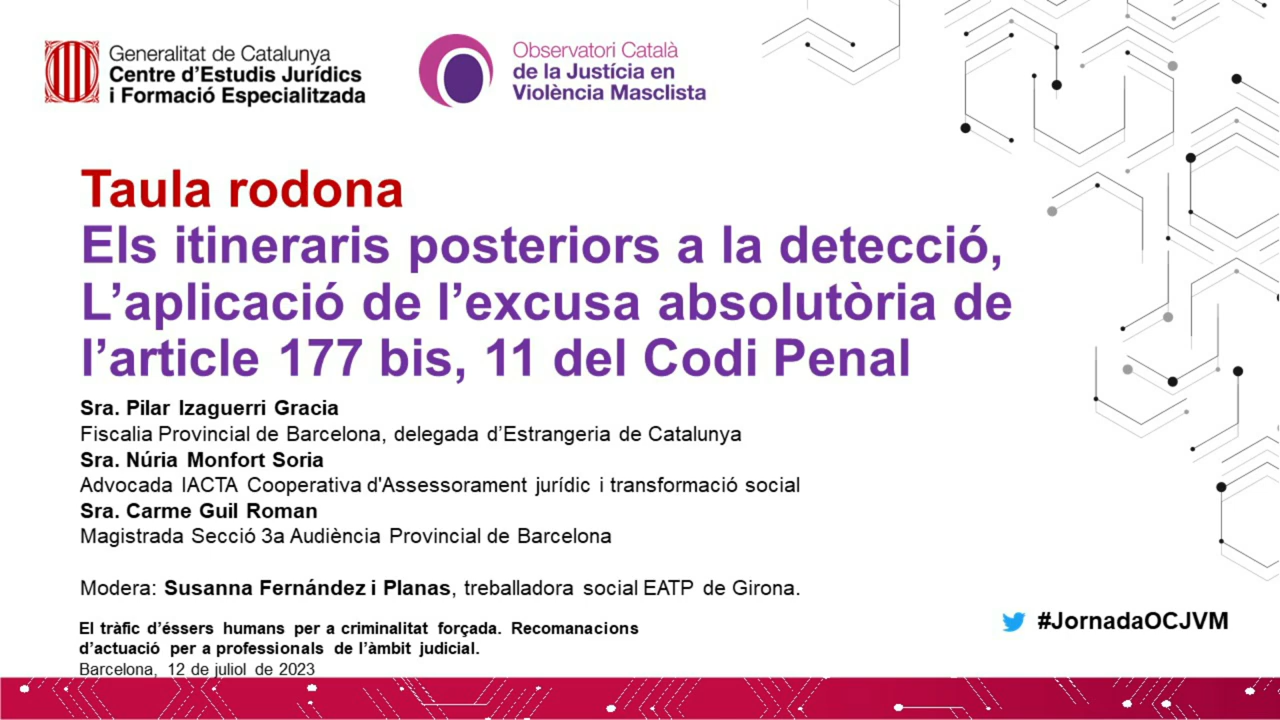 Generalitat de Catalunya
Centre d'Estudis Jurídics
i Formació Especialitzada
Observatori Català
de la Justícia en
Violència Masclista
Taula rodona
Els itineraris posteriors a la detecció,
L'aplicació de l'excusa absolutòria de
l'article 177 bis, 11 del Codi Penal
Sra. Pilar Izaguerri Gracia
Fiscalia Provincial de Barcelona, delegada d'Estrangeria de Catalunya
Sra. Núria Monfort Soria
Advocada IACTA Cooperativa d'Assessorament jurídic i transformació social
Sra. Carme Guil Roman
Magistrada Secció 3a Audiència Provincial de Barcelona
Modera: Susanna Fernández i Planas, treballadora social EATP de Girona.
El tràfic d'éssers humans per a criminalitat forçada. Recomanacions
d'actuació per a professionals de l'àmbit judicial.
Barcelona, 12 de juliol de 2023
#JornadaOCJVM